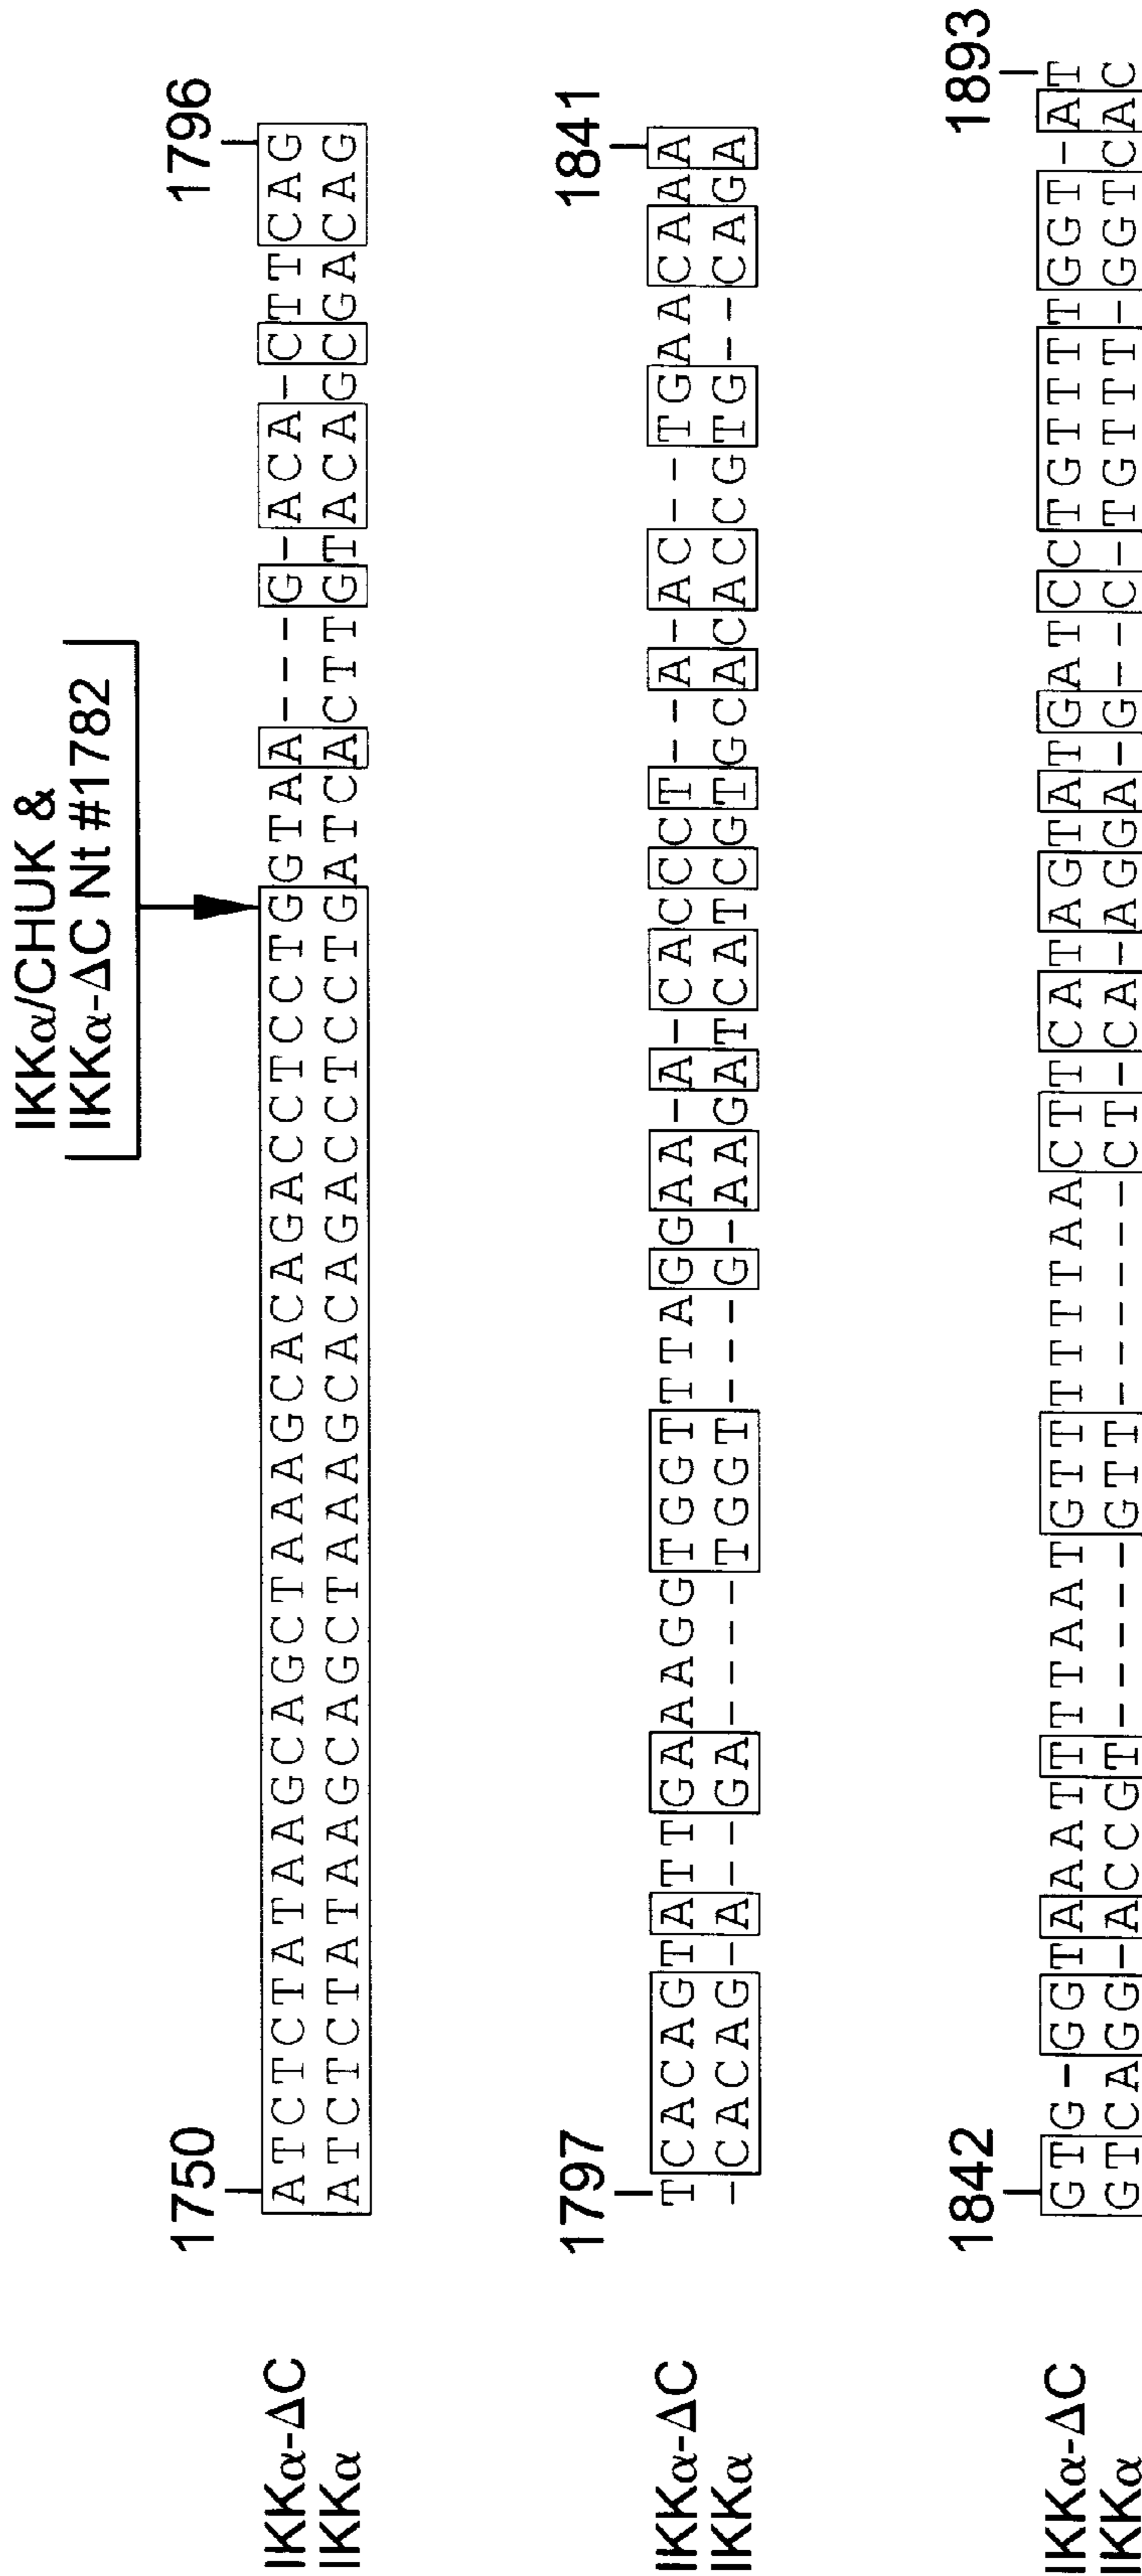 IKKα/CHUK &
IKKα-ΔC Nt #1782
1750 1796
IKKα-ΔC ATCTCTATAAGCAGCTAAAGCACAGACCTCCTGGTAA---G-ACA-CTTCAG
IKKα ATCTCTATAAGCAGCTAAAGCACAGACCTCCTGATCACTTGTACAGCGACAG
1797 1841
IKKα-ΔC TCACAGTATTGAAAGGTGGTTTAGGAA-A-CACCCT--A-AC--TGAACAAA
IKKα -CACAG-A--GA----TGGT---G-AAGATCATCGTGCACACCGTG--CAGA
1842 1893
IKKα-ΔC GTG-GGTAAATTTTAATGTTTTTTAACTTCATAGTATGATCCTGTTTTGGT-AT
IKKα GTCAGG-ACCGT-----GTT------CT-CA-AGGA-G--C-TGTTT-GGTCAC